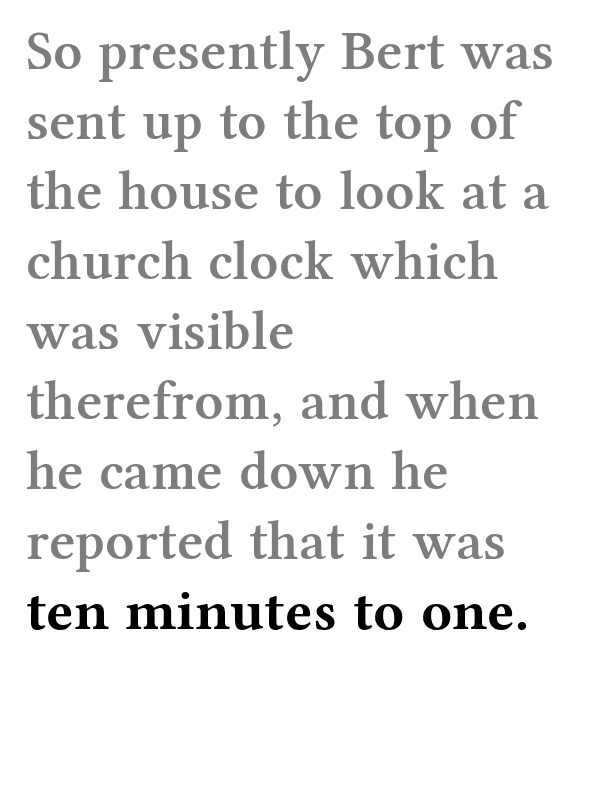 So presently Bert was
sent up to the top of
the house to look at a
church clock which
was visible
therefrom, and when
he came down he
reported that it was
ten minutes to one.